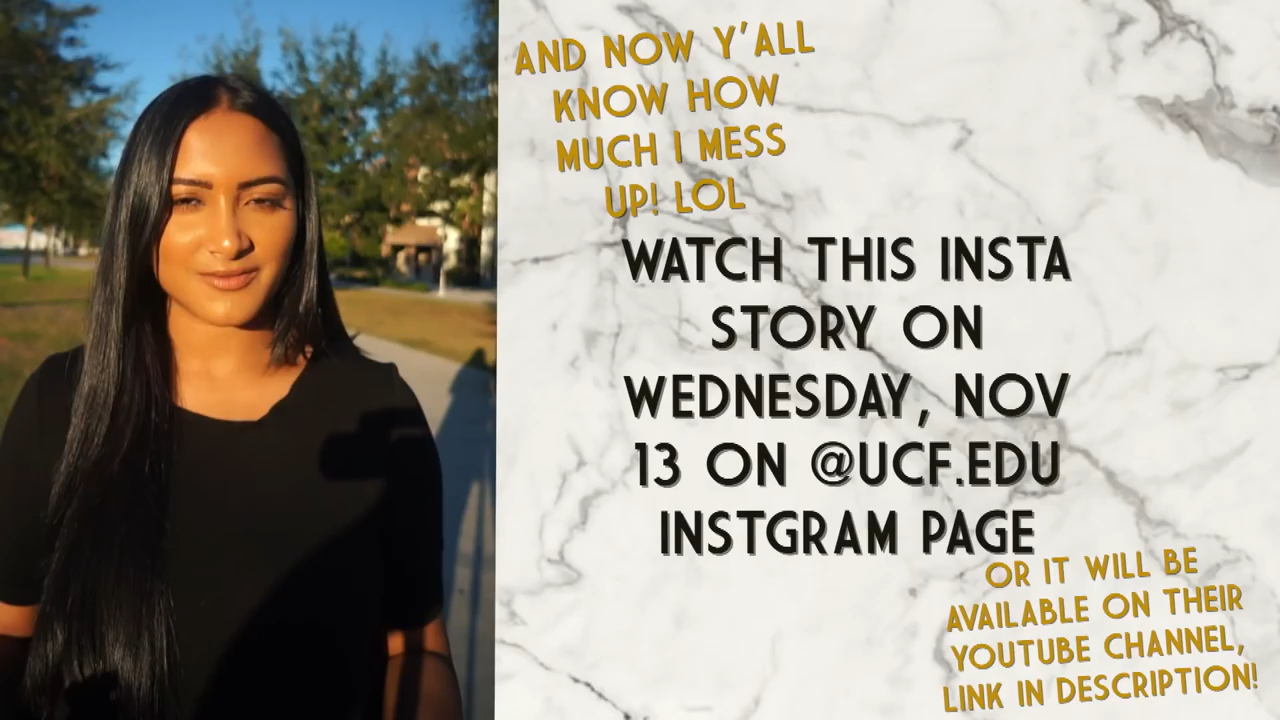 AND NOW Y'ALL
KNOW HOW
MUCH I MESS
UP! LOL
WATCH THIS INSTA
STORY ON
WEDNESDAY, NOV
13 ON @UCF.EDU
INSTGRAM PAGE
OR IT WILL BE
AVAILABLE ON THEIR
YOUTUBE CHANNEL,
LINK IN DESCRIPTION!